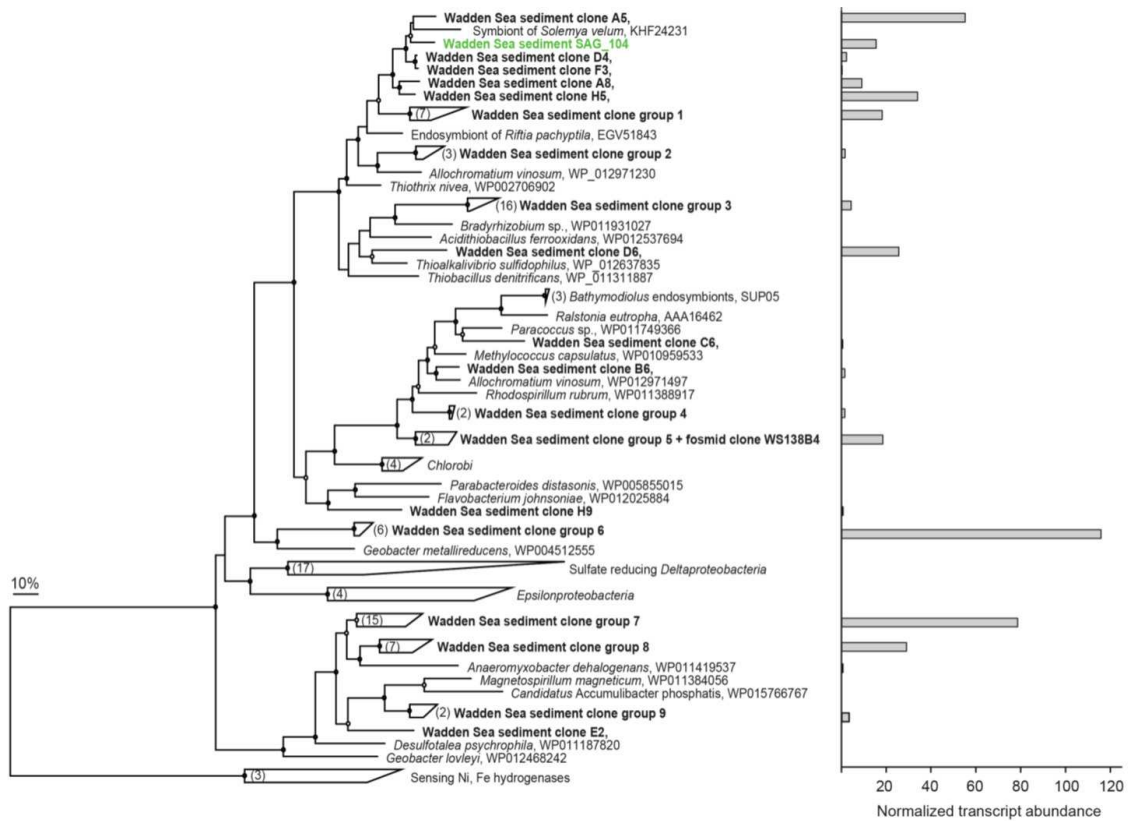 Wadden Sea sediment clone A5,
Symbiont of Solemya velum, KHF24231
Wadden Sea sediment SAG_104
Wadden Sea sediment clone D4,
Wadden Sea sediment clone F3,
Wadden Sea sediment clone A8,
Wadden Sea sediment clone H5,
(7) Wadden Sea sediment clone group 1
Endosymbiont of Riftia pachyptila, EGV51843
(3) Wadden Sea sediment clone group 2
Allochromatium vinosum, WP_012971230
Thiothrix nivea, WP002706902
(16) Wadden Sea sediment clone group 3
Bradyrhizobium sp., WP011931027
Acidithiobacillus ferrooxidans, WP012537694
Wadden Sea sediment clone D6,
Thioalkalivibrio sulfidophilus, WP_012637835
Thiobacillus denitrificans, WP_011311887
(3) Bathymodiolus endosymbionts, SUP05
Ralstonia eutropha, AAA16462
Paracoccus sp., WP011749366
Wadden Sea sediment clone C6,
Methylococcus capsulatus, WP010959533
Wadden Sea sediment clone B6,
Allochromatium vinosum, WP012971497
Rhodospirillum rubrum, WP011388917
(2) Wadden Sea sediment clone group 4
(2) Wadden Sea sediment clone group 5 + fosmid clone WS138B4
(4) Chlorobi
Parabacteroides distasonis, WP005855015
Flavobacterium johnsoniae, WP012025884
Wadden Sea sediment clone H9
(6) Wadden Sea sediment clone group 6
Geobacter metallireducens, WP004512555
(17) Sulfate reducing Deltaproteobacteria
10%
(4) Epsilonproteobacteria
(15) Wadden Sea sediment clone group 7
(7) Wadden Sea sediment clone group 8
Anaeromyxobacter dehalogenans, WP011419537
Magnetospirillum magneticum, WP011384056
Candidatus Accumulibacter phosphatis, WP015766767
(2) Wadden Sea sediment clone group 9
Wadden Sea sediment clone E2,
Desulfotalea psychrophila, WP011187820
Geobacter lovleyi, WP012468242
(3) Sensing Ni, Fe hydrogenases
20 40 60 80 100 120
Normalized transcript abundance